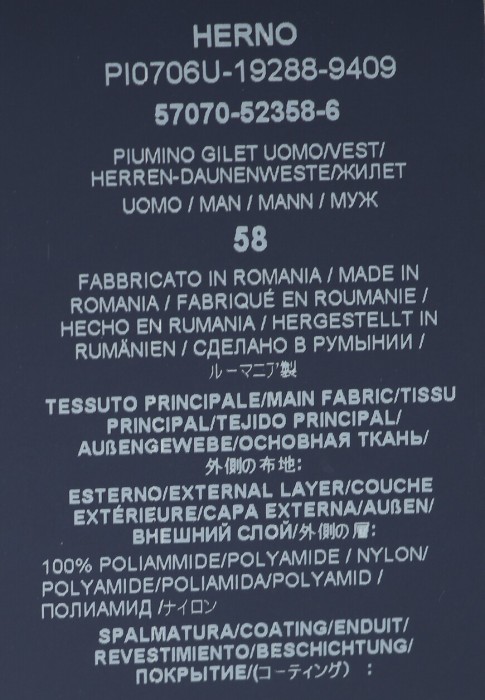 HERNO
PI0706U-19288-9409
57070-52358-6
PIUMINO GILET UOMO/VEST/
HERREN-DAUNENWESTE/ЖИЛЕТ
UOMO / MAN / MANN / МУЖ
58
FABBRICATO IN ROMANIA / MADE IN
ROMANIA / FABRIQUÉ EN ROUMANIE /
HECHO EN RUMANIA / HERGESTELLT IN
RUMÄNIEN / СДЕЛАНО В РУМЫНИИ /
ルーマニア製
TESSUTO PRINCIPALE/MAIN FABRIC/TISSU
PRINCIPAL/TEJIDO PRINCIPAL/
AUßENGEWEBE/ОСНОВНАЯ ТКАНЬ/
外側の布地:
ESTERNO/EXTERNAL LAYER/COUCHE
EXTÉRIEURE/CAPA EXTERNA/AUßEN/
ВНЕШНИЙ СЛОЙ/外側の層:
100% POLIAMMIDE/POLYAMIDE / NYLON/
POLYAMIDE/POLIAMIDA/POLYAMID /
ПОЛИАМИД /ナイロン
SPALMATURA/COATING/ENDUIT/
REVESTIMIENTO/BESCHICHTUNG/
ПОКРЫТИЕ/(コーティング) :